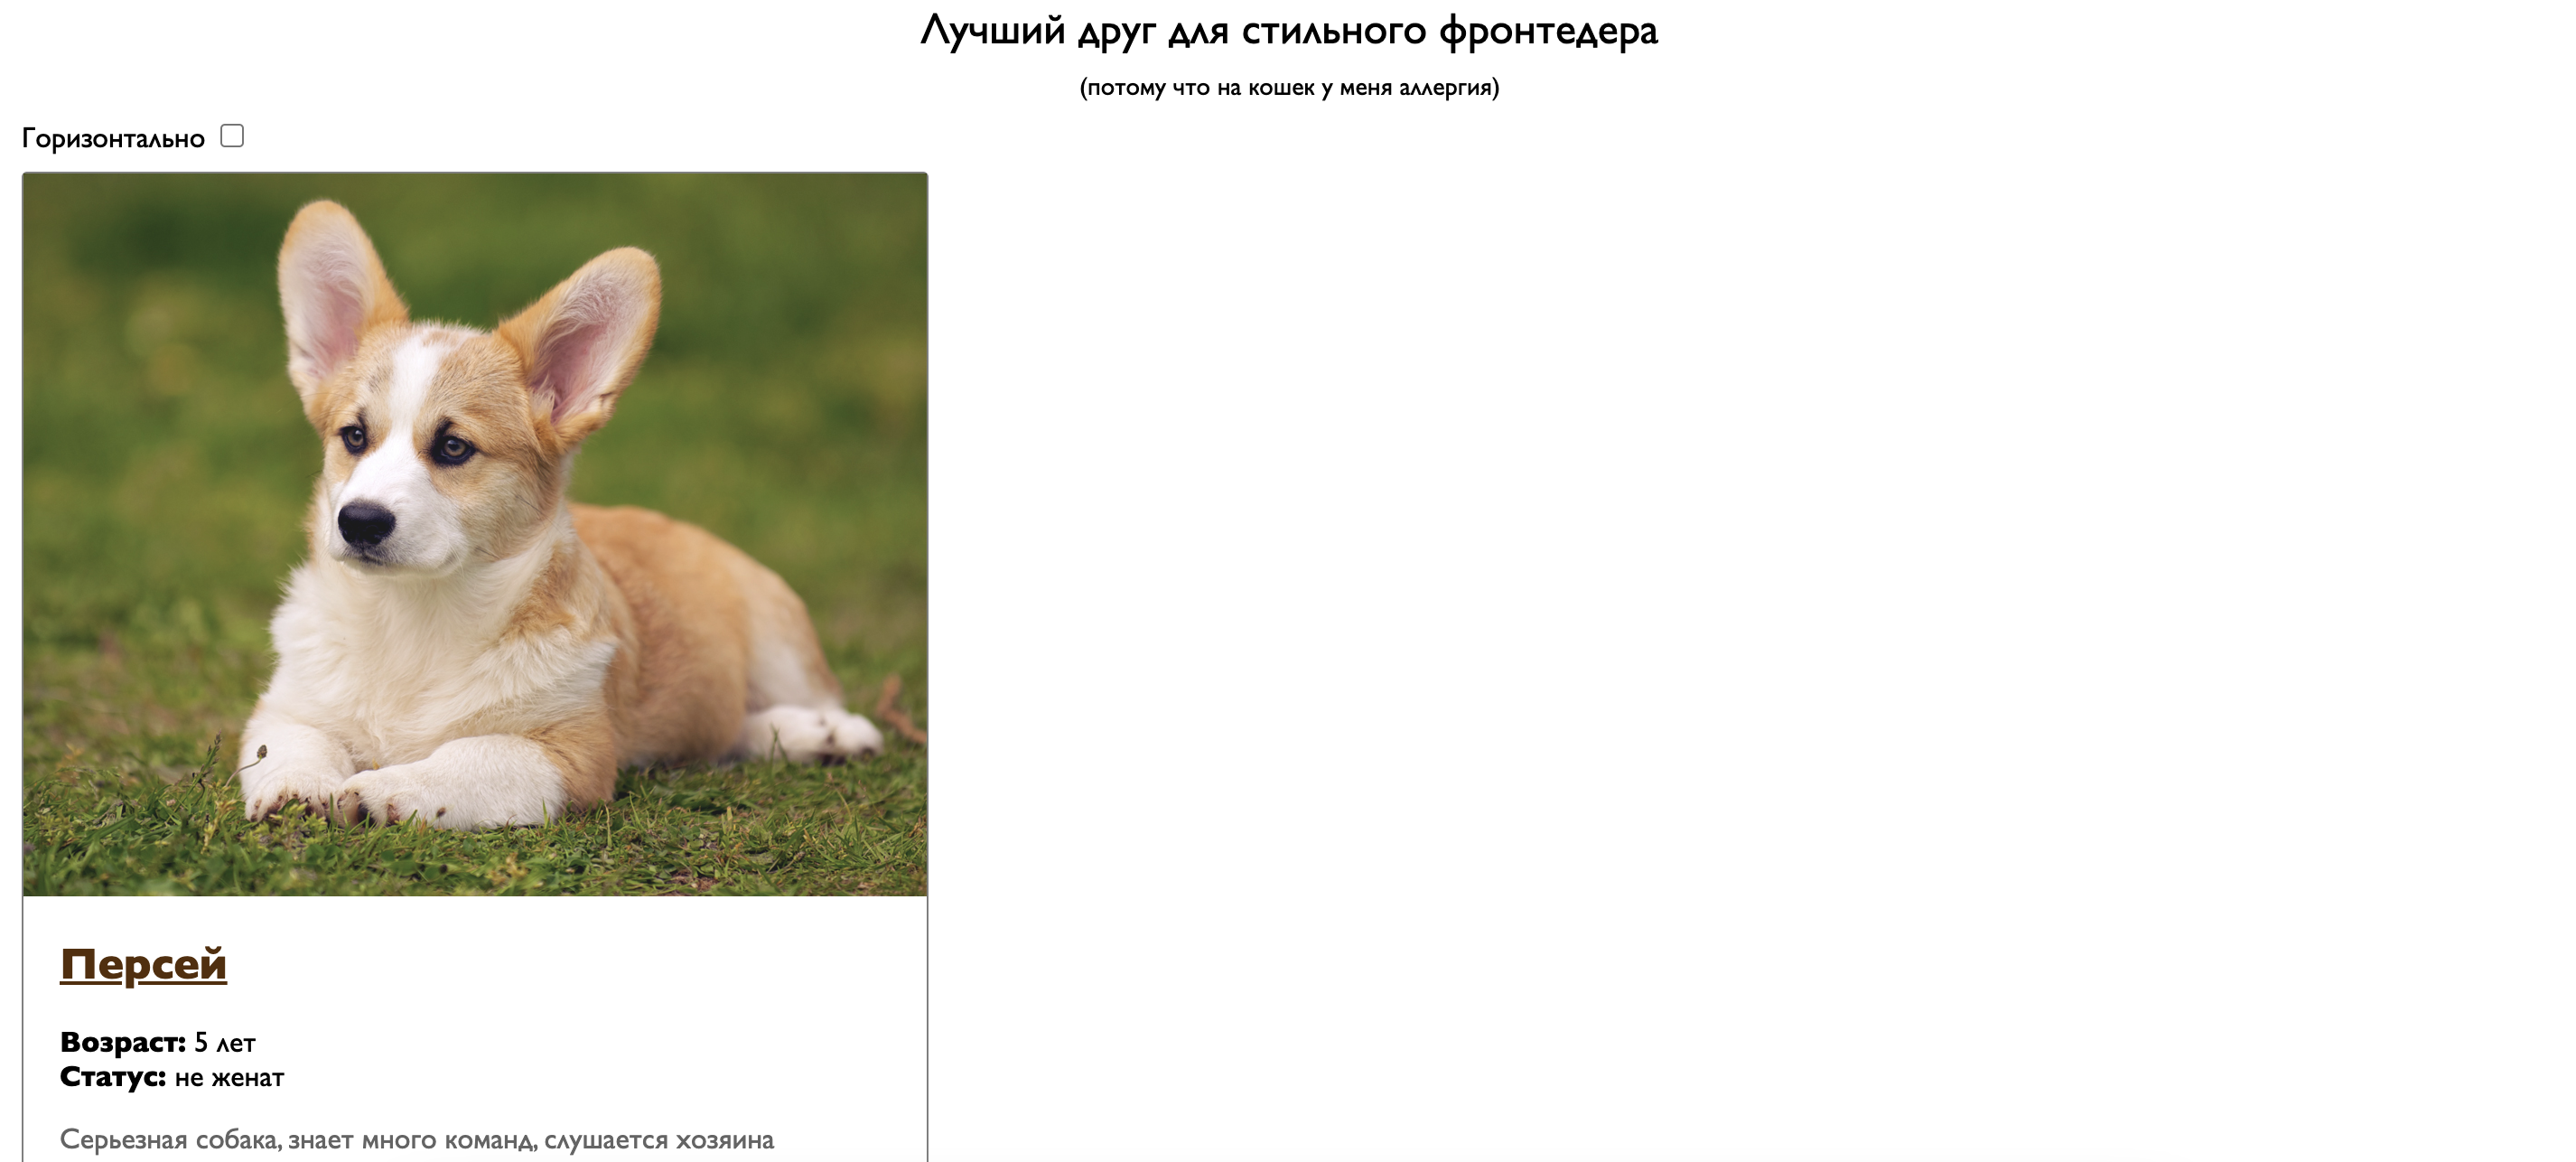 Лучший друг для стильного фронтедера
(потому что на кошек у меня аллергия)
Горизонтально
Персей
Возраст: 5 лет
Статус: не женат
Серьезная собака, знает много команд, слушается хозяина